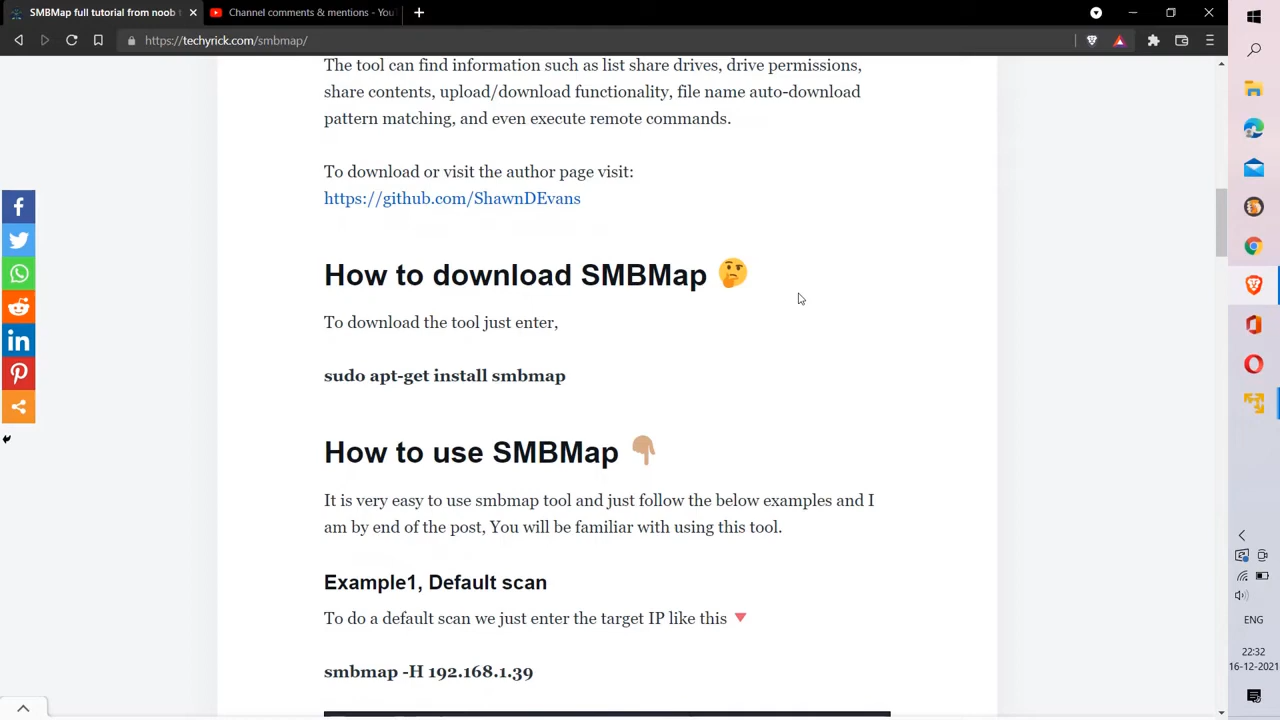 SMBMap full tutorial from noob t
Channel comments & mentions - You
https://techyrick.com/smbmap/
The tool can find information such as list share drives, drive permissions,
share contents, upload/download functionality, file name auto-download
pattern matching, and even execute remote commands.
To download or visit the author page visit:
https://github.com/ShawnDEvans
How to download SMBMap 🤔
To download the tool just enter,
sudo apt-get install smbmap
How to use SMBMap 👇🏽
It is very easy to use smbmap tool and just follow the below examples and I
am by end of the post, You will be familiar with using this tool.
Example1, Default scan
To do a default scan we just enter the target IP like this 🔻
smbmap -H 192.168.1.39
ENG
22:32
16-12-2021